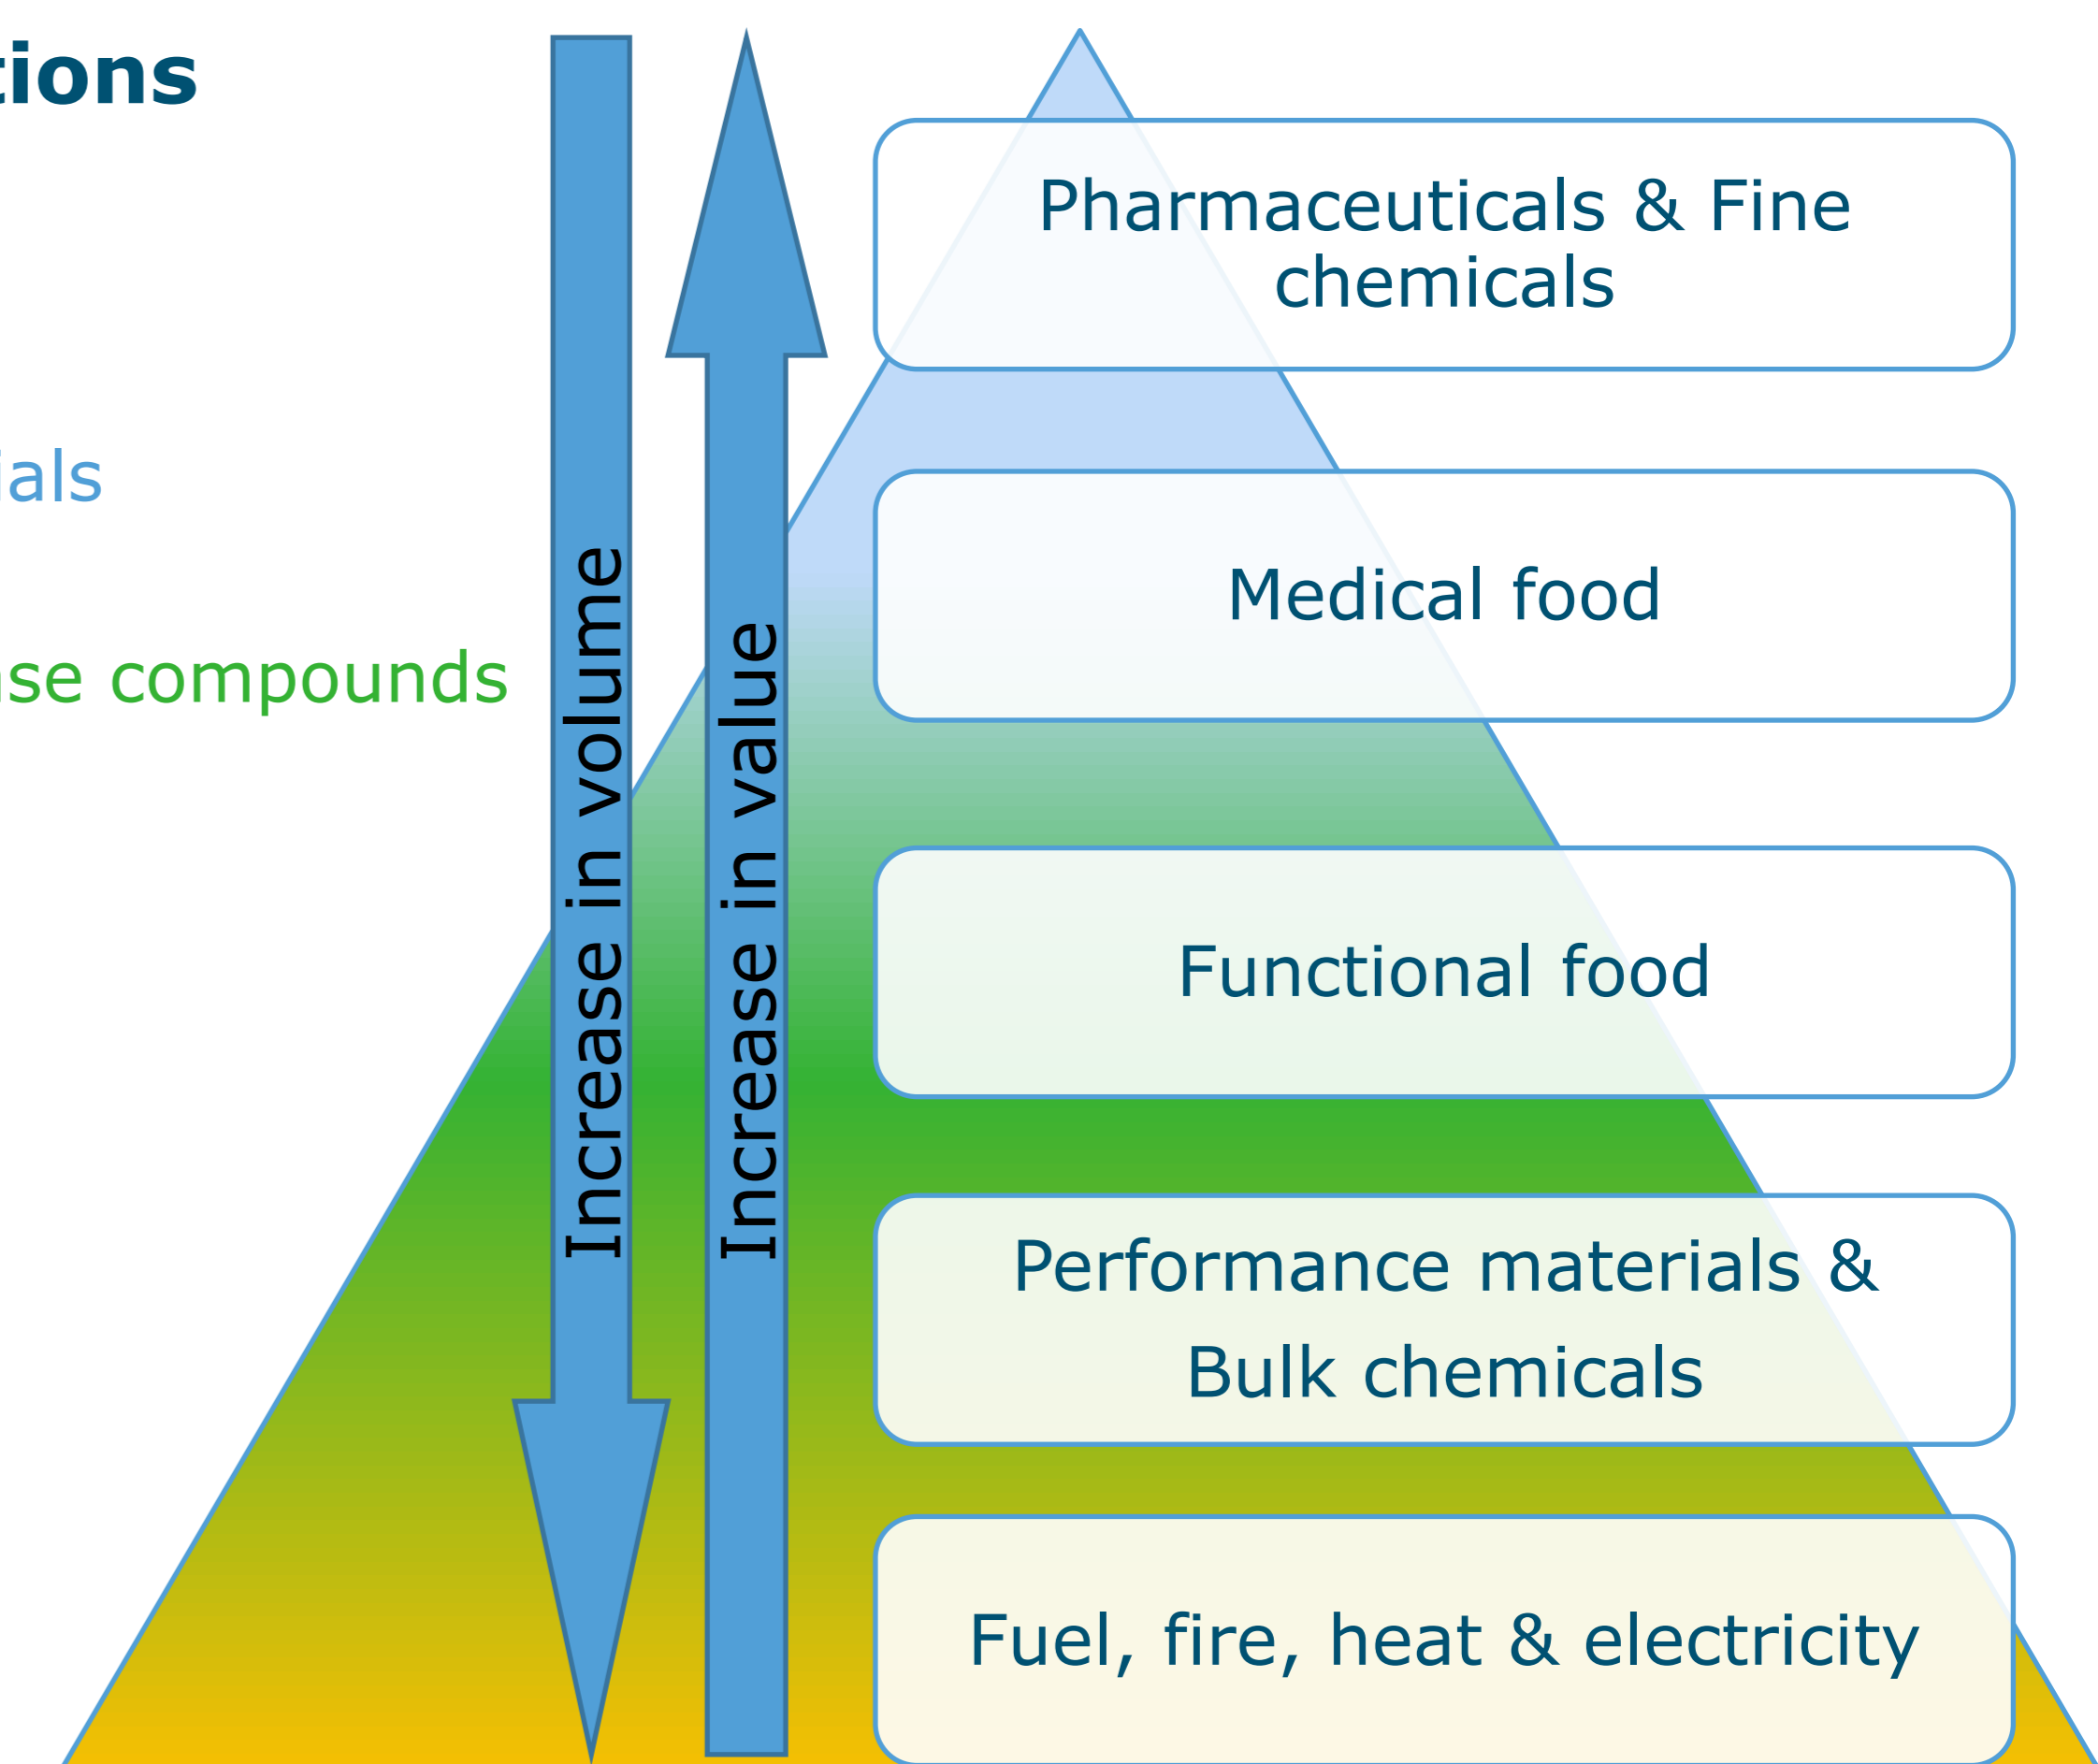 tions
ials
se compounds
Increase in volume
Increase in value
Pharmaceuticals & Fine
chemicals
Medical food
Functional food
Performance materials &
Bulk chemicals
Fuel, fire, heat & electricity